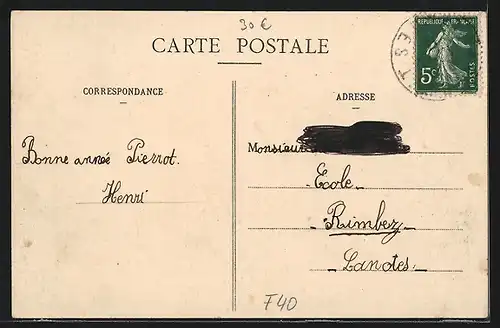 30 €
CARTE POSTALE
REPUBLIQUE FRANÇAISE
5c
POSTES
CORRESPONDANCE
ADRESSE
Monsieur
Bonne année Pierrot.
Henri
Ecole
Rimbez
Landes.
F40